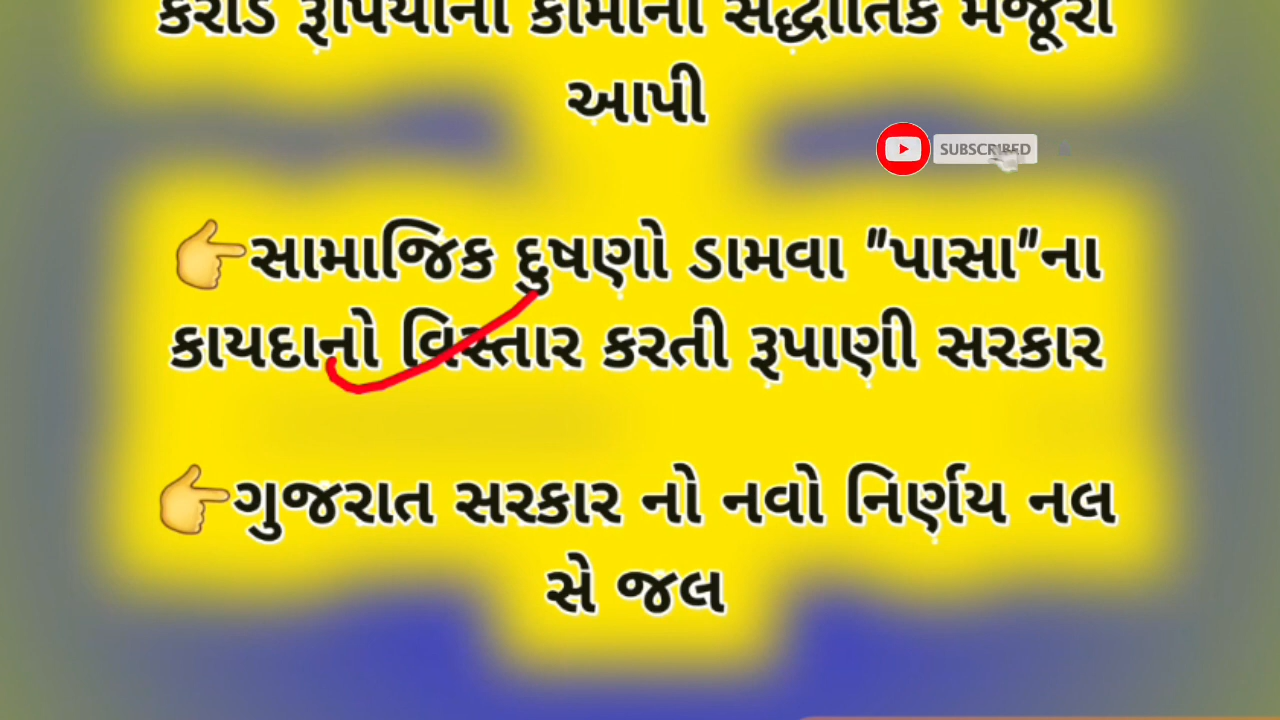 કરોડ રૂપિયાના કામોની સૈદ્ધાંતિક મંજૂરી
આપી
SUBSCRIBED
👉સામાજિક દુષણો ડામવા "પાસા"ના
કાયદાનો વિસ્તાર કરતી રૂપાણી સરકાર
👉ગુજરાત સરકાર નો નવો નિર્ણય નલ
સે જલ